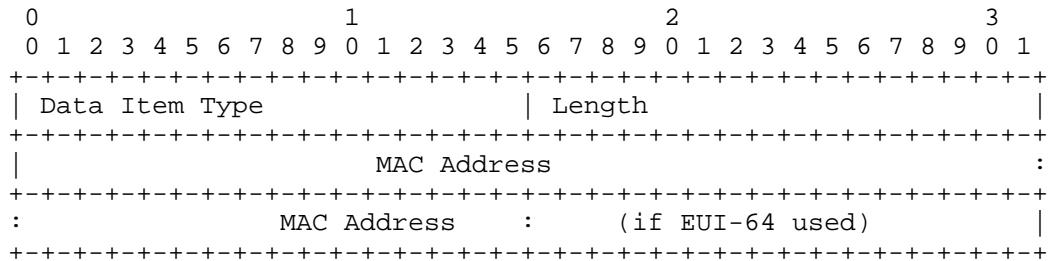 0                   1                   2                   3
 0 1 2 3 4 5 6 7 8 9 0 1 2 3 4 5 6 7 8 9 0 1 2 3 4 5 6 7 8 9 0 1
+-+-+-+-+-+-+-+-+-+-+-+-+-+-+-+-+-+-+-+-+-+-+-+-+-+-+-+-+-+-+-+-+
| Data Item Type                | Length                        |
+-+-+-+-+-+-+-+-+-+-+-+-+-+-+-+-+-+-+-+-+-+-+-+-+-+-+-+-+-+-+-+-+
|                      MAC Address                              :
+-+-+-+-+-+-+-+-+-+-+-+-+-+-+-+-+-+-+-+-+-+-+-+-+-+-+-+-+-+-+-+-+
:                MAC Address    :     (if EUI-64 used)          |
+-+-+-+-+-+-+-+-+-+-+-+-+-+-+-+-+-+-+-+-+-+-+-+-+-+-+-+-+-+-+-+-+